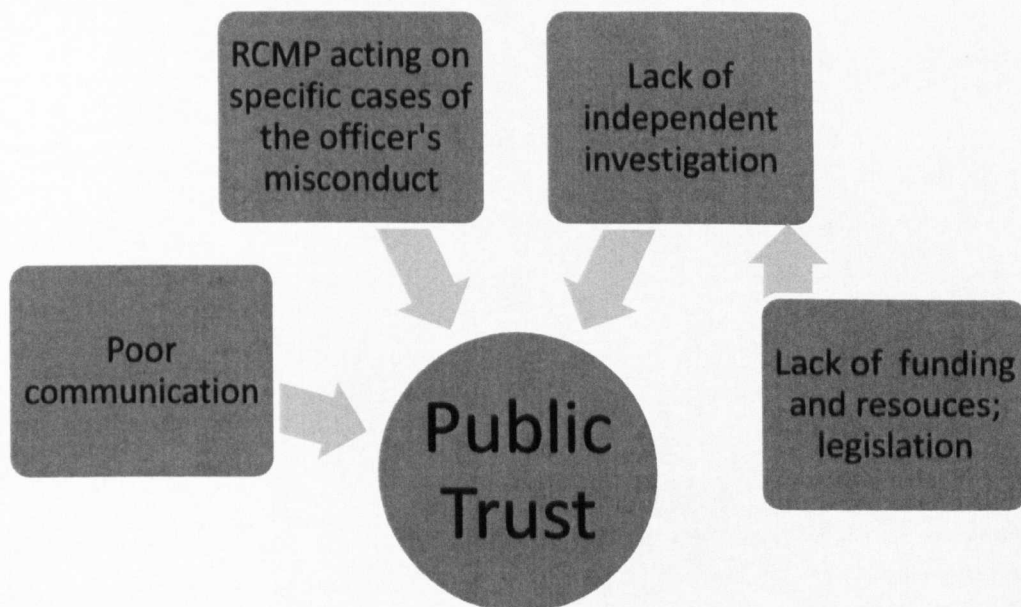 RCMP acting on
specific cases of
the officer's
misconduct
Lack of
independent
investigation
Poor
communication
Lack of funding
and resouces;
legislation
Public
Trust